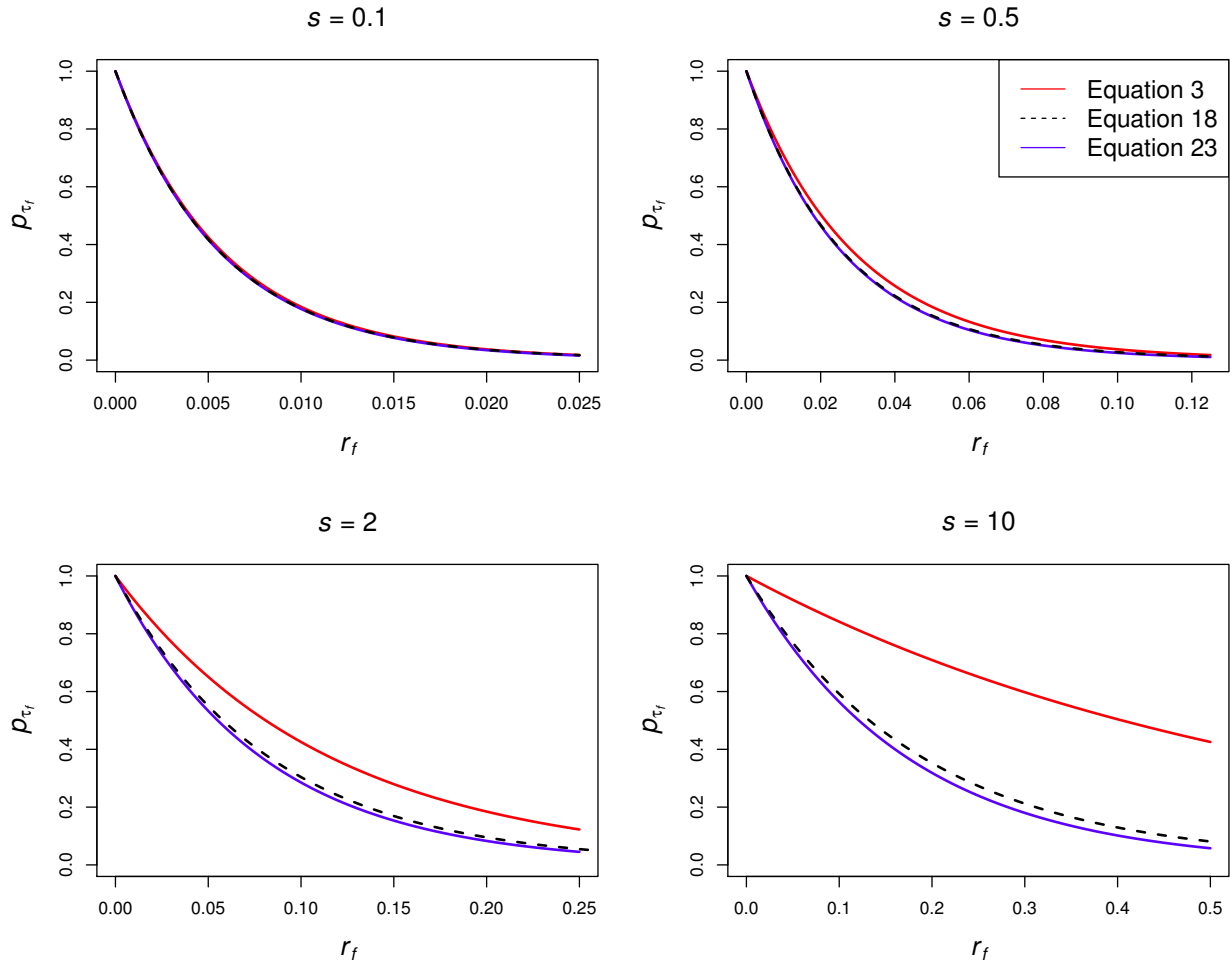 s = 0.1
1.0
0.8
0.6
0.4
0.2
0.0
p_τ_f
0.000 0.005 0.010 0.015 0.020 0.025
r_f
s = 0.5
1.0
0.8
0.6
0.4
0.2
0.0
p_τ_f
Equation 3
Equation 18
Equation 23
0.00 0.02 0.04 0.06 0.08 0.10 0.12
r_f
s = 2
1.0
0.8
0.6
0.4
0.2
0.0
p_τ_f
0.00 0.05 0.10 0.15 0.20 0.25
r_f
s = 10
1.0
0.8
0.6
0.4
0.2
0.0
p_τ_f
0.0 0.1 0.2 0.3 0.4 0.5
r_f